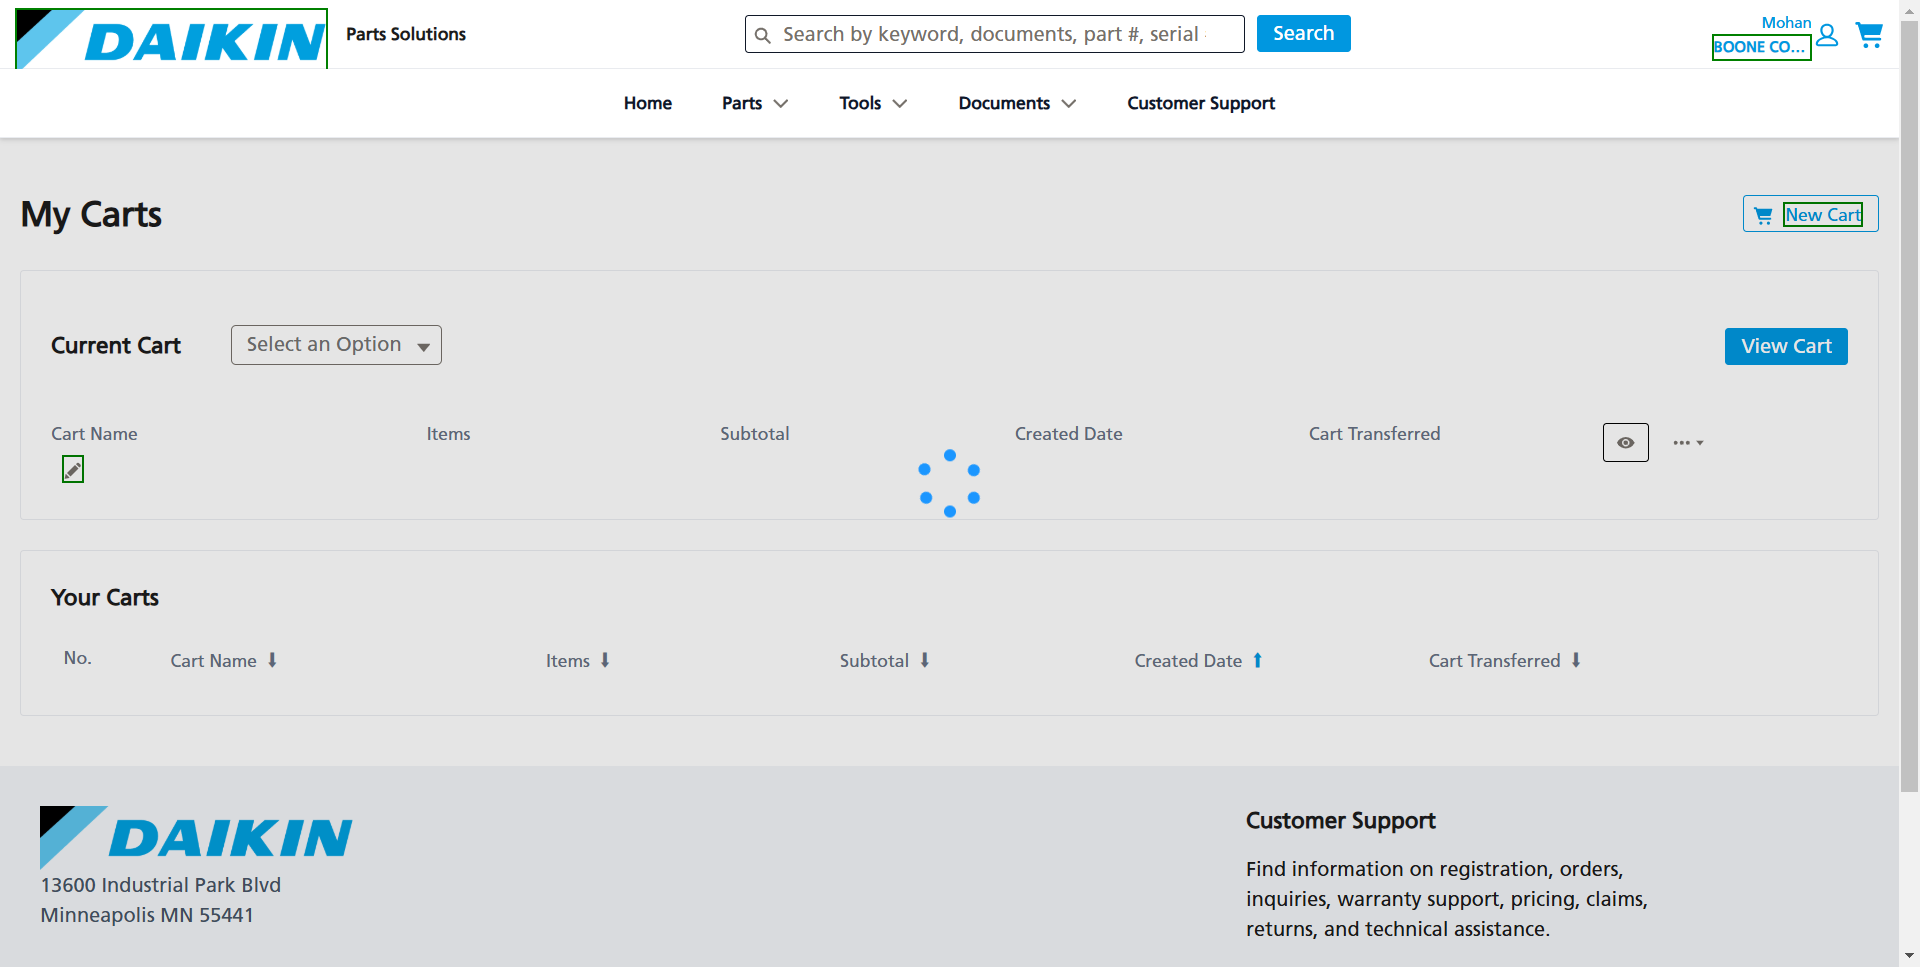 DAIKIN
Parts Solutions
Search by keyword, documents, part #, serial
Search
Mohan
BOONE CO...
Home
Parts
Tools
Documents
Customer Support
My Carts
New Cart
Current Cart
Select an Option
View Cart
Cart Name
Items
Subtotal
Created Date
Cart Transferred
Your Carts
No.
Cart Name
Items
Subtotal
Created Date
Cart Transferred
DAIKIN
13600 Industrial Park Blvd
Minneapolis MN 55441
Customer Support
Find information on registration, orders,
inquiries, warranty support, pricing, claims,
returns, and technical assistance.